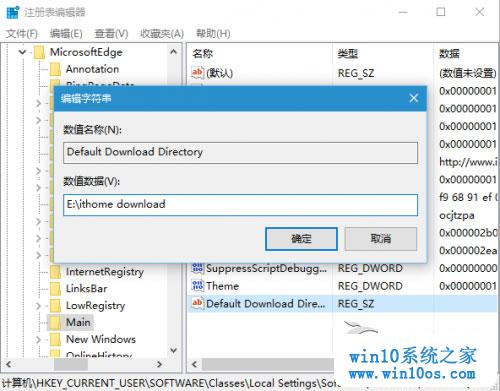 注册表编辑器
文件(F) 编辑(E) 查看(V) 收藏夹(A) 帮助(H)
MicrosoftEdge
Annotation
名称 类型 数据
(默认) REG_SZ (数值未设置)
0x00000001
编辑字符串
数值名称(N):
Default Download Directory
数值数据(V):
E:\ithome download
确定 取消
0x00000001
0x00000001
0x00000001
http://www.i
0x00000001
f9 68 91 ef
ocjtzpa
0x000002b0
0x000002ea
InternetRegistry
LinksBar
LowRegistry
Main
New Windows
OnlineHistory
SuppressScriptDebugg... REG_DWORD 0x00000001
Theme REG_DWORD 0x00000001
Default Download Dire... REG_SZ
计算机\HKEY_CURRENT_USER\SOFTWARE\Classes\Local Settings\So
win10系统之家
www.win10os.com